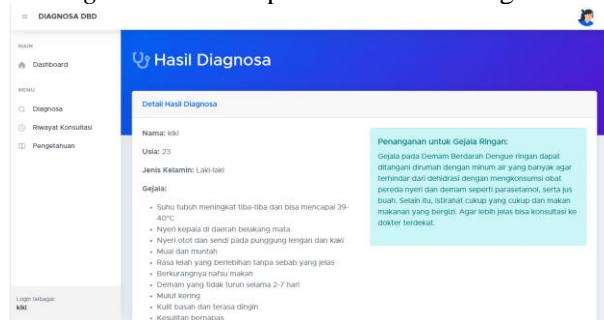 DIAGNOSA DBD
MAIN
Dashboard
MENU
Diagnosa
Riwayat Konsultasi
Pengetahuan
Login Sebagai:
kiki
Hasil Diagnosa
Detail Hasil Diagnosa
Nama: kiki
Usia: 23
Jenis Kelamin: Laki-laki
Gejala:
Suhu tubuh meningkat tiba-tiba dan bisa mencapai 39-
40°C
Nyeri kepala di daerah belakang mata
Nyeri otot dan sendi pada punggung lengan dan kaki
Mual dan muntah
Rasa lelah yang berlebihan tanpa sebab yang jelas
Berkurangnya nafsu makan
Demam yang tidak turun selama 2-7 hari
Mulut kering
Kulit basah dan terasa dingin
Kesulitan bernapas
Penanganan untuk Gejala Ringan:
Gejala pada Demam Berdarah Dengue ringan dapat
ditangani dirumah dengan minum air yang banyak agar
terhindar dari dehidrasi dengan mengkonsumsi obat
pereda nyeri dan demam seperti parasetamol, serta jus
buah. Selain itu, istirahat cukup yang cukup dan makan
makanan yang bergizi. Agar lebih jelas bisa konsultasi ke
dokter terdekat.